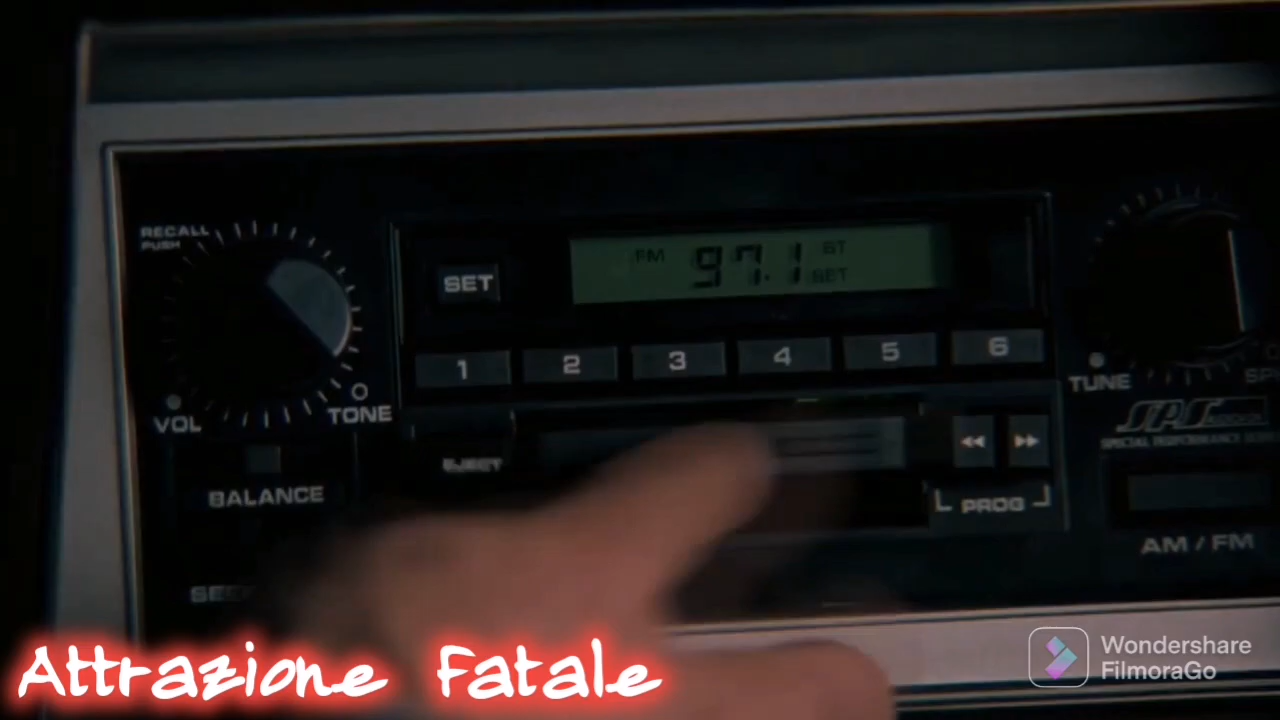 RECALL
PUSH
VOL
TONE
BALANCE
SET
FM 97.1 ST
SET
1 2 3 4 5 6
EJECT
PROG
TUNE
AM / FM
Attrazione Fatale
Wondershare
FilmoraGo